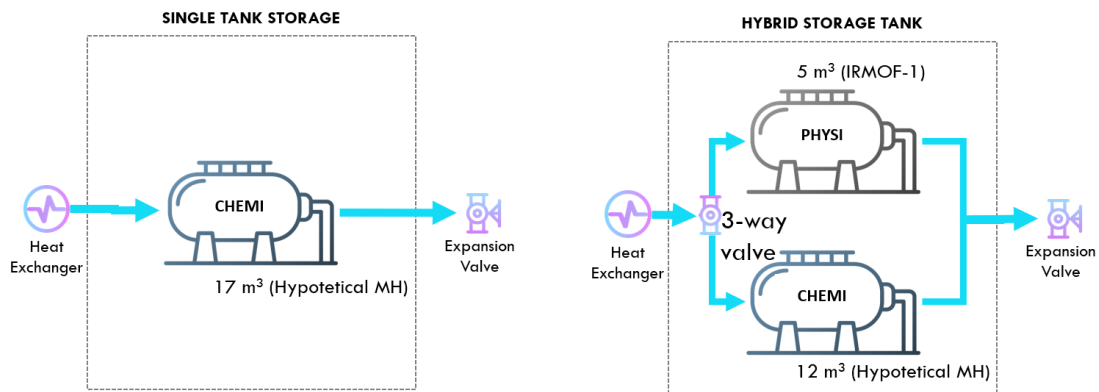 SINGLE TANK STORAGE
CHEMI
Heat
Exchanger
Expansion
Valve
17 m³ (Hypotetical MH)
HYBRID STORAGE TANK
5 m³ (IRMOF-1)
PHYSI
3-way
valve
Heat
Exchanger
Expansion
Valve
CHEMI
12 m³ (Hypotetical MH)